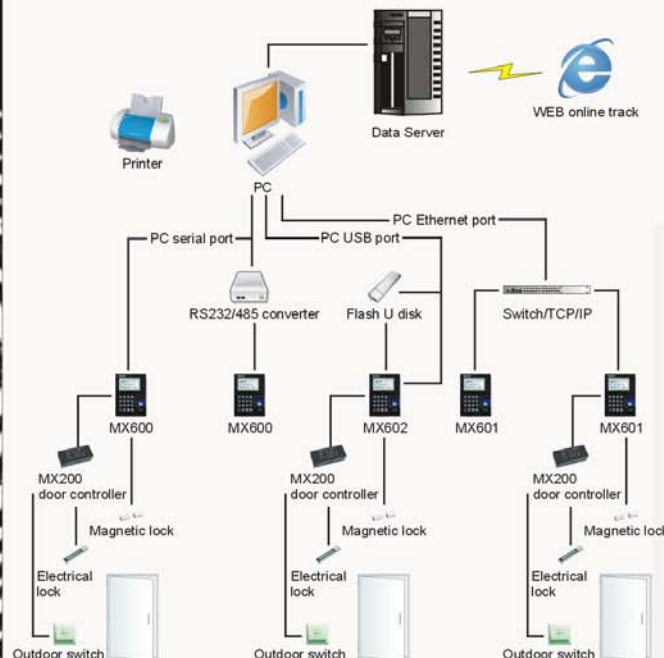 WEB online track
Data Server
Printer
PC
PC Ethernet port
PC serial port
PC USB port
RS232/485 converter
Flash U disk
Switch/TCP/IP
MX600
MX600
MX602
MX601
MX601
MX200
door controller
MX200
door controller
MX200
door controller
Magnetic lock
Magnetic lock
Magnetic lock
Electrical
lock
Electrical
lock
Electrical
lock
Outdoor switch
Outdoor switch
Outdoor switch